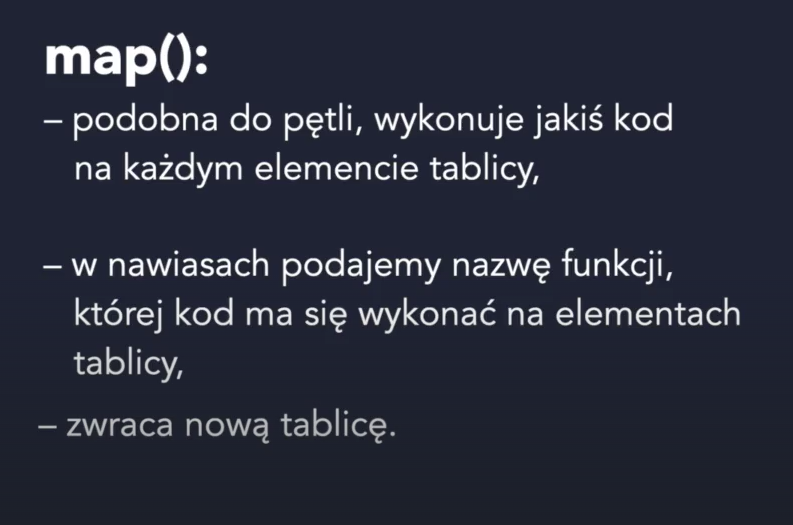 map():
– podobna do pętli, wykonuje jakiś kod
na każdym elemencie tablicy,
– w nawiasach podajemy nazwę funkcji,
której kod ma się wykonać na elementach
tablicy,
– zwraca nową tablicę.